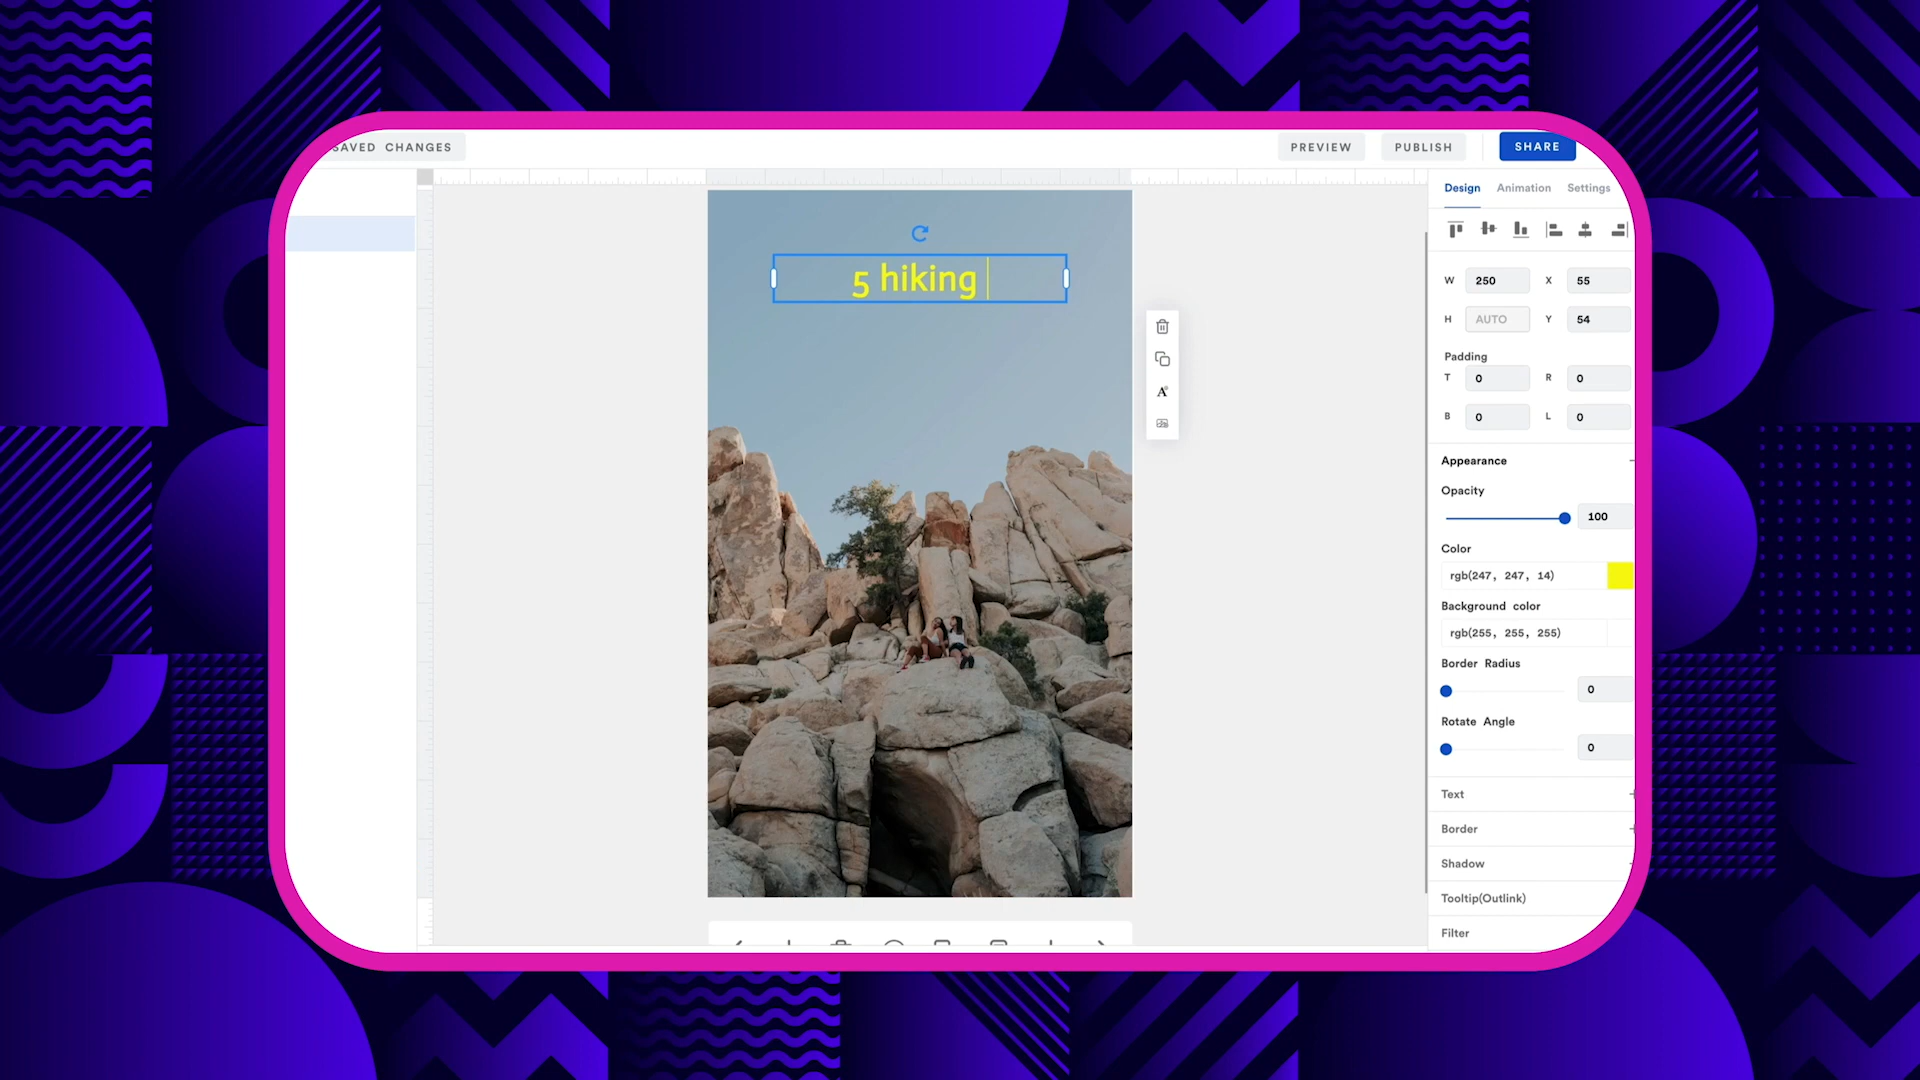 SAVED CHANGES
PREVIEW
PUBLISH
SHARE
Design Animation Settings
5 hiking
W 250 X 55
H AUTO Y 54
Padding
T 0 R 0
B 0 L 0
Appearance
Opacity
100
Color
rgb(247, 247, 14)
Background color
rgb(255, 255, 255)
Border Radius
0
Rotate Angle
0
Text
Border
Shadow
Tooltip(Outlink)
Filter